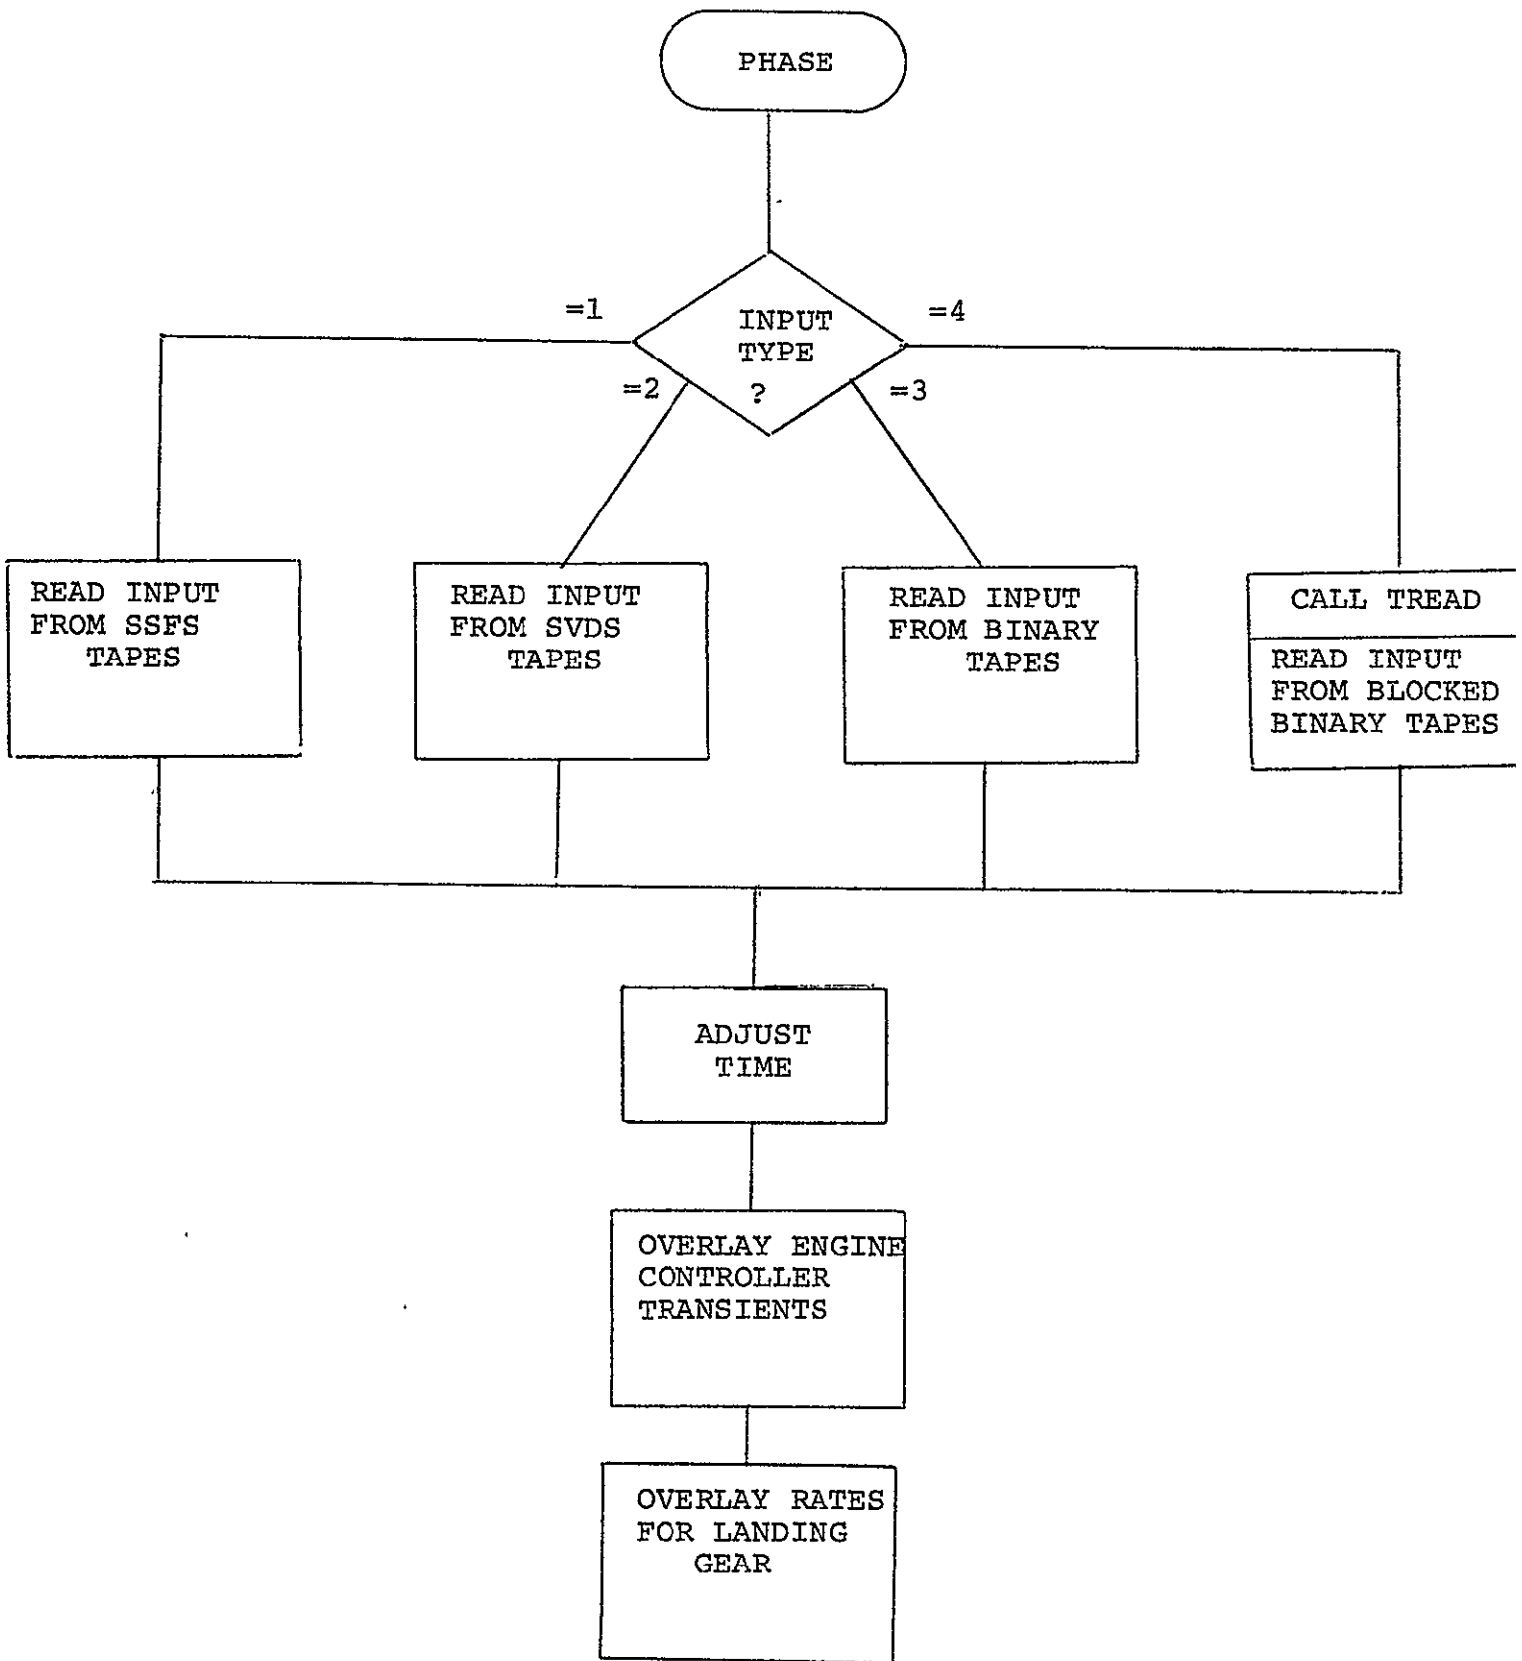 PHASE
=1
INPUT
TYPE
?
=4
=2
=3
READ INPUT
FROM SSFS
TAPES
READ INPUT
FROM SVDS
TAPES
READ INPUT
FROM BINARY
TAPES
CALL TREAD
READ INPUT
FROM BLOCKED
BINARY TAPES
ADJUST
TIME
OVERLAY ENGINE
CONTROLLER
TRANSIENTS
OVERLAY RATES
FOR LANDING
GEAR